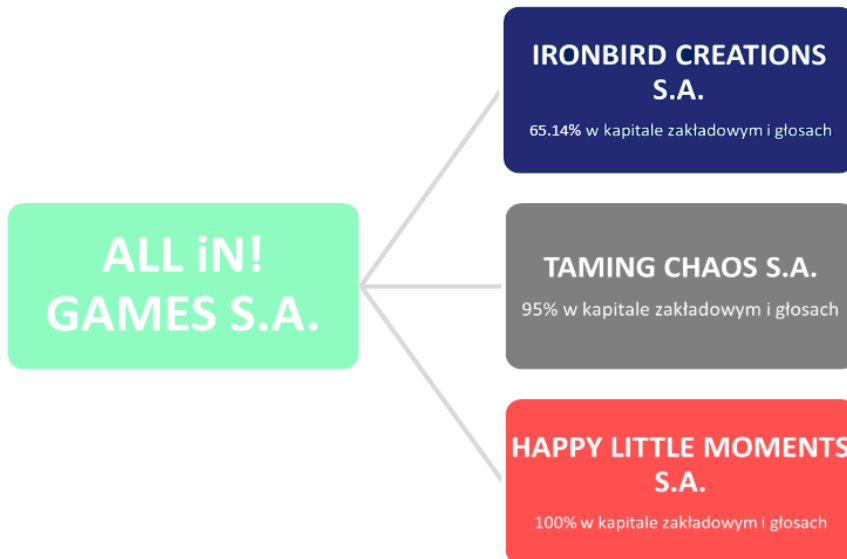 ALL iN!
GAMES S.A.
IRONBIRD CREATIONS
S.A.
65.14% w kapitale zakładowym i głosach
TAMING CHAOS S.A.
95% w kapitale zakładowym i głosach
HAPPY LITTLE MOMENTS
S.A.
100% w kapitale zakładowym i głosach